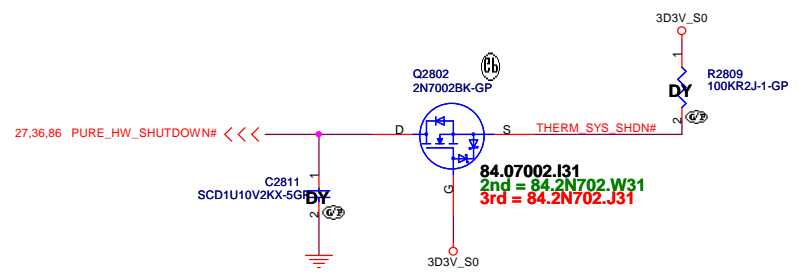 3D3V_S0
1
R2809
100KR2J-1-GP
DY
2
G/P
Q2802
2N7002BK-GP
27,36,86 PURE_HW_SHUTDOWN#
D
S
THERM_SYS_SHDN#
G
84.07002.I31
2nd = 84.2N702.W31
3rd = 84.2N702.J31
1
C2811
SCD1U10V2KX-5GP
DY
2
G/P
3D3V_S0